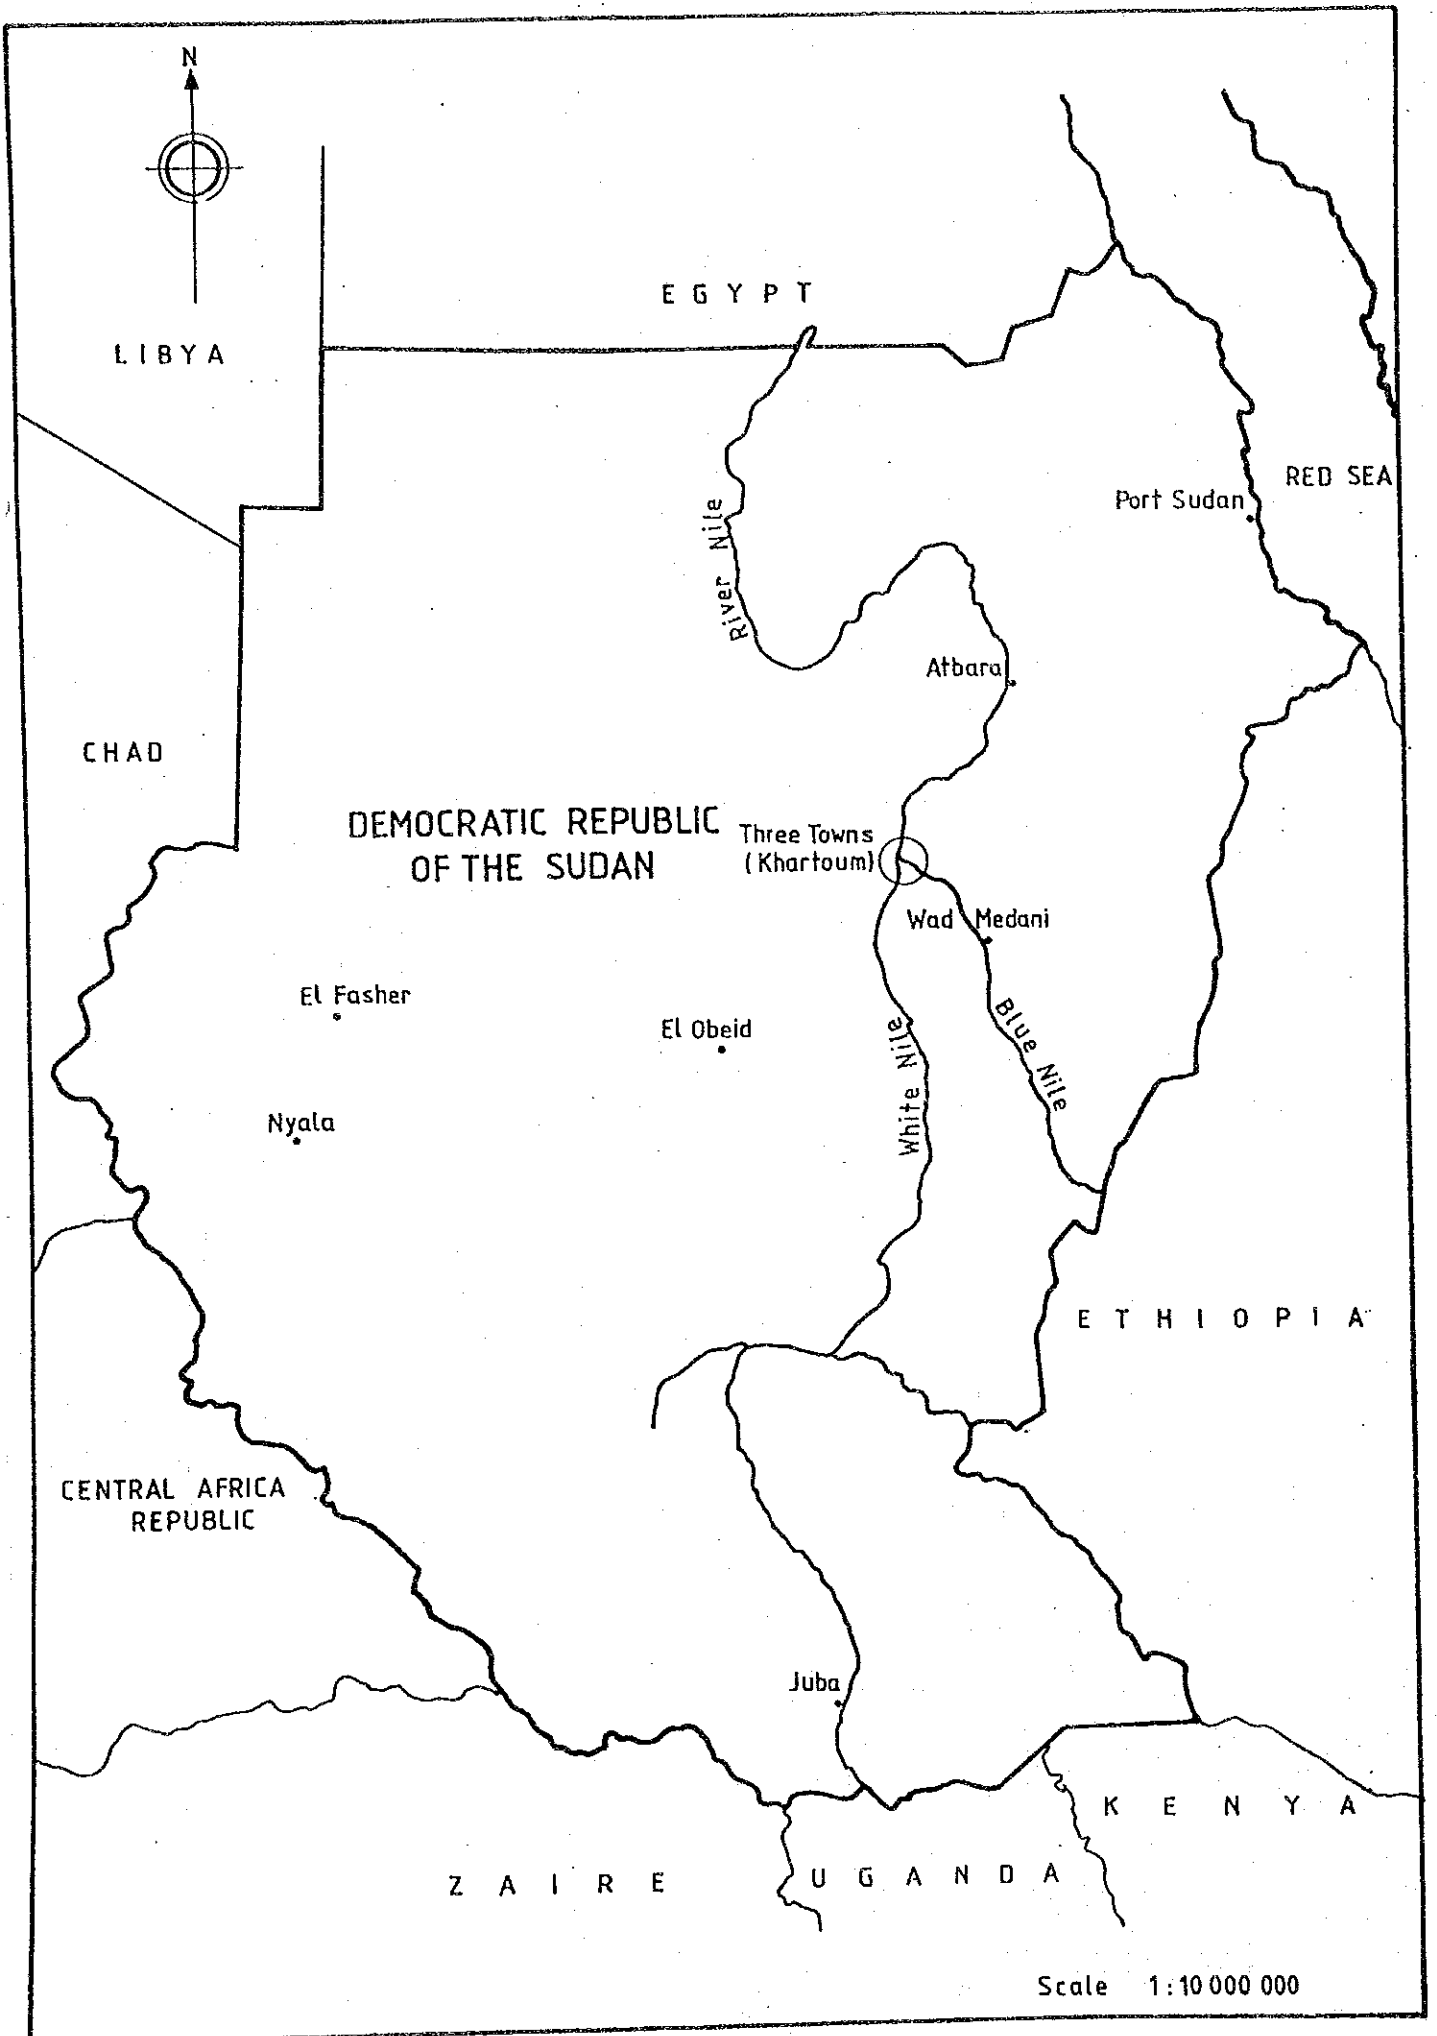 N
EGYPT
LIBYA
RED SEA
Port Sudan
River Nile
Atbara
CHAD
DEMOCRATIC REPUBLIC
OF THE SUDAN
Three Towns
(Khartoum)
Wad Medani
El Fasher
El Obeid
White Nile
Blue Nile
Nyala
ETHIOPIA
CENTRAL AFRICA
REPUBLIC
Juba
KENYA
ZAIRE
UGANDA
Scale 1:10 000 000